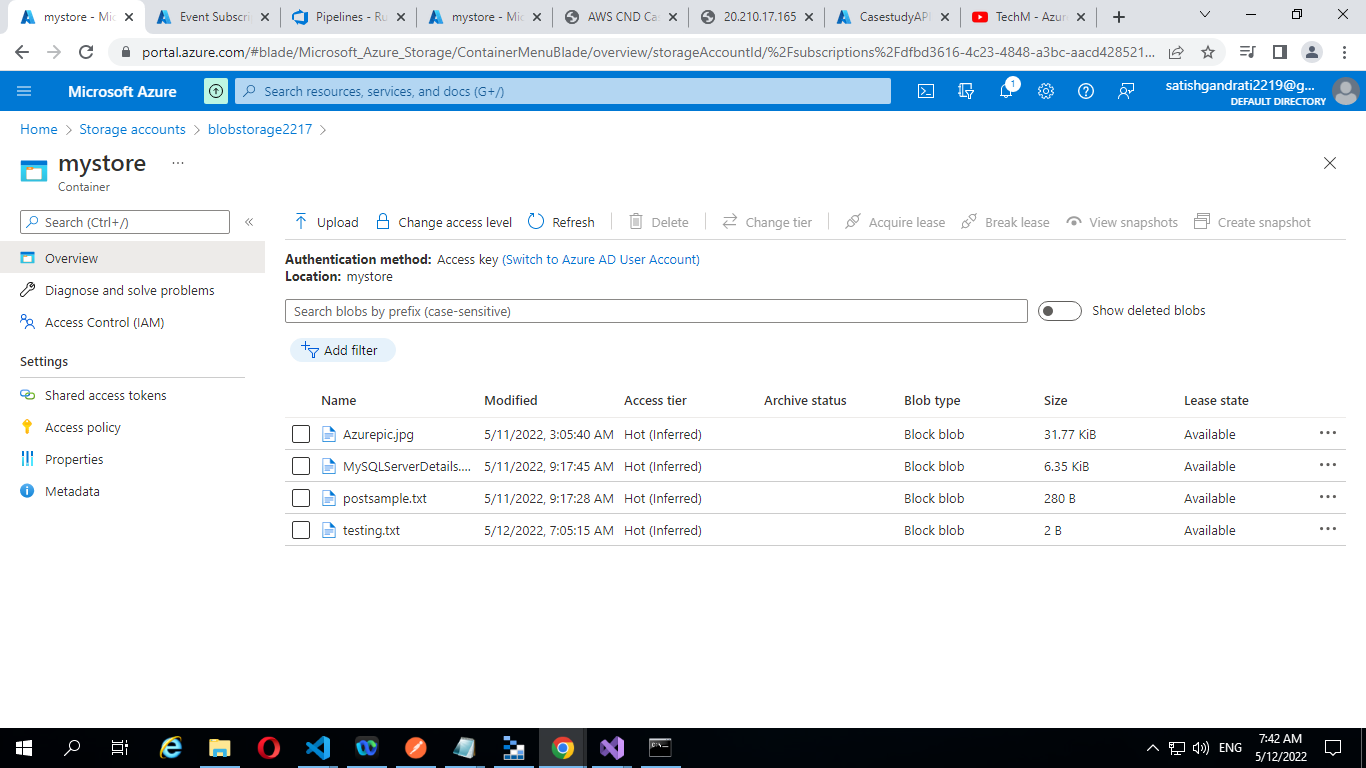 mystore - Mic
Event Subscri
Pipelines - Ru
mystore - Mic
AWS CND Ca
20.210.17.165
CasestudyAPI
TechM - Azur
portal.azure.com/#blade/Microsoft_Azure_Storage/ContainerMenuBlade/overview/storageAccountId/%2Fsubscriptions%2Fdfbd3616-4c23-4848-a3bc-aacd428521...
Microsoft Azure
Search resources, services, and docs (G+/)
1
satishgandrati2219@g...
DEFAULT DIRECTORY
Home > Storage accounts > blobstorage2217 >
mystore ...
Container
Search (Ctrl+/)
«
Upload
Change access level
Refresh
Delete
Change tier
Acquire lease
Break lease
View snapshots
Create snapshot
Overview
Diagnose and solve problems
Access Control (IAM)
Settings
Shared access tokens
Access policy
Properties
Metadata
Authentication method: Access key (Switch to Azure AD User Account)
Location: mystore
Search blobs by prefix (case-sensitive)
Show deleted blobs
Add filter
Name Modified Access tier Archive status Blob type Size Lease state
Azurepic.jpg 5/11/2022, 3:05:40 AM Hot (Inferred) Block blob 31.77 KiB Available ...
MySQLServerDetails.... 5/11/2022, 9:17:45 AM Hot (Inferred) Block blob 6.35 KiB Available ...
postsample.txt 5/11/2022, 9:17:28 AM Hot (Inferred) Block blob 280 B Available ...
testing.txt 5/12/2022, 7:05:15 AM Hot (Inferred) Block blob 2 B Available ...
ENG
7:42 AM
5/12/2022